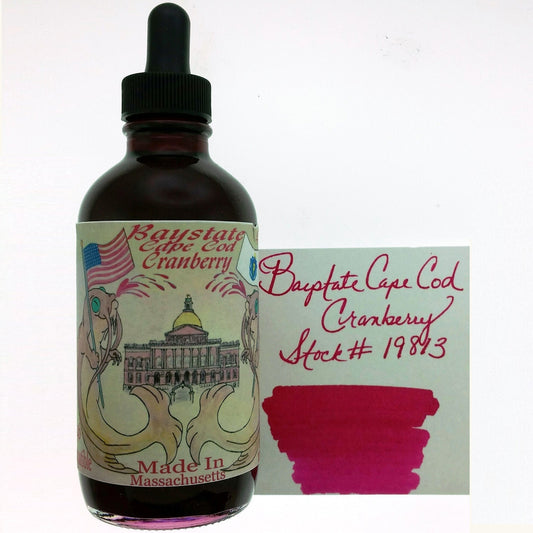 Baystate
Cape Cod
Cranberry
Made In
Massachusetts
Baystate Cape Cod
Cranberry
Stock# 19813